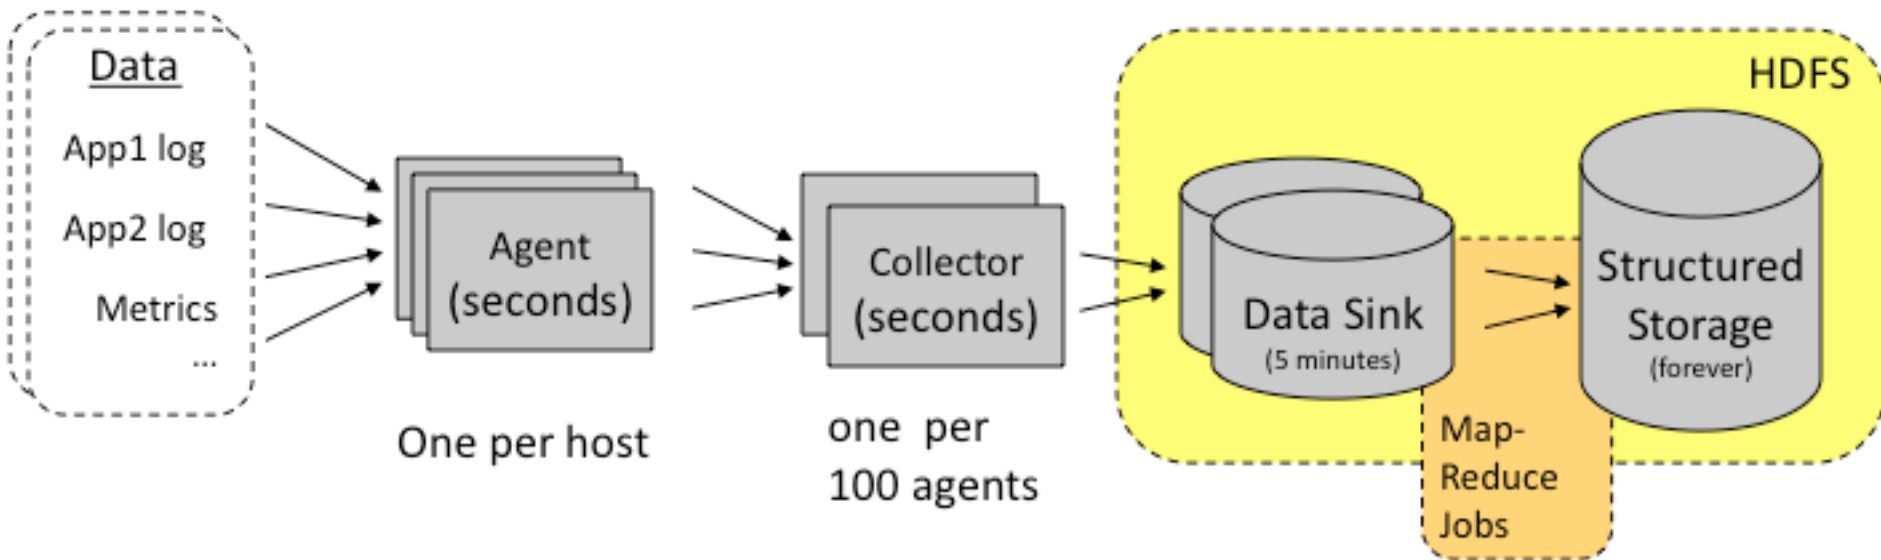 Data
App1 log
App2 log
Metrics
...
Agent
(seconds)
One per host
Collector
(seconds)
one per
100 agents
HDFS
Data Sink
(5 minutes)
Map-
Reduce
Jobs
Structured
Storage
(forever)